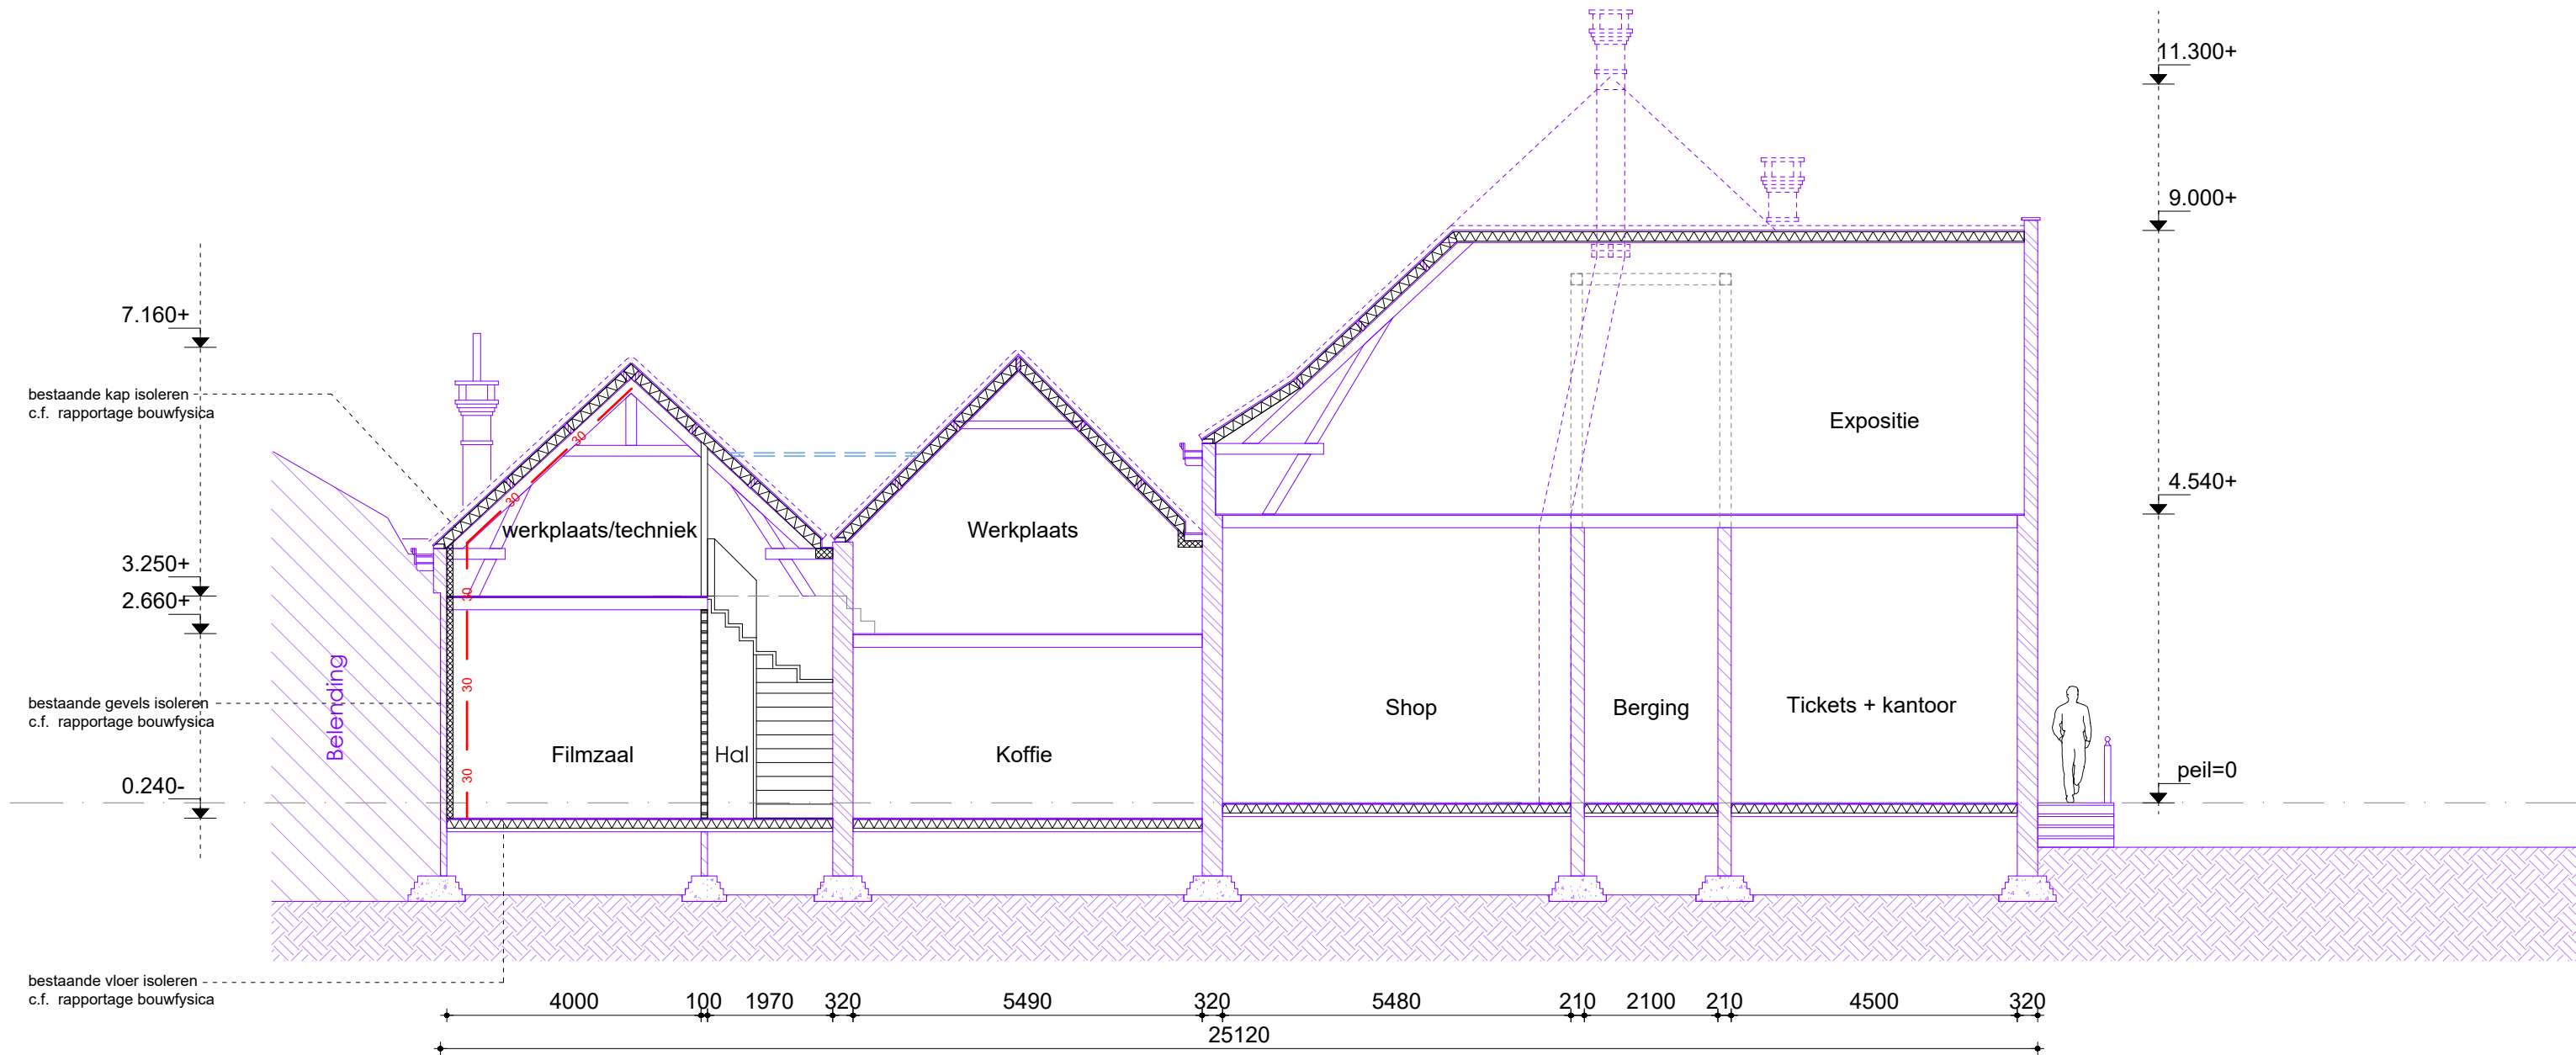 11.300+
9.000+
7.160+
bestaande kap isoleren
c.f. rapportage bouwfysica
30
30
Expositie
4.540+
werkplaats/techniek
Werkplaats
3.250+
2.660+
30
30
30
Belending
bestaande gevels isoleren
c.f. rapportage bouwfysica
Filmzaal
Hal
Koffie
Shop
Berging
Tickets + kantoor
0.240-
peil=0
bestaande vloer isoleren
c.f. rapportage bouwfysica
4000 100 1970 320 5490 320 5480 210 2100 210 4500 320
25120